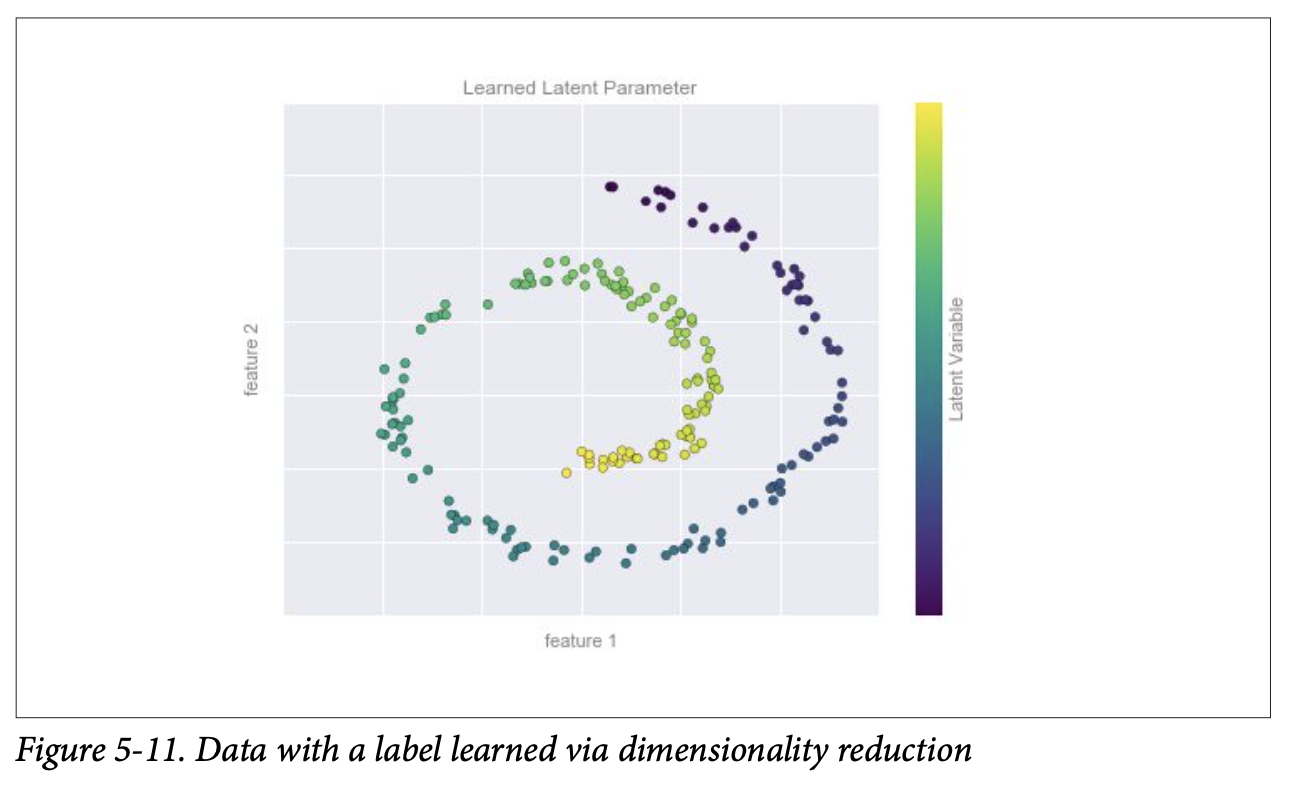 Learned Latent Parameter
feature 2
Latent Variable
feature 1
Figure 5-11. Data with a label learned via dimensionality reduction